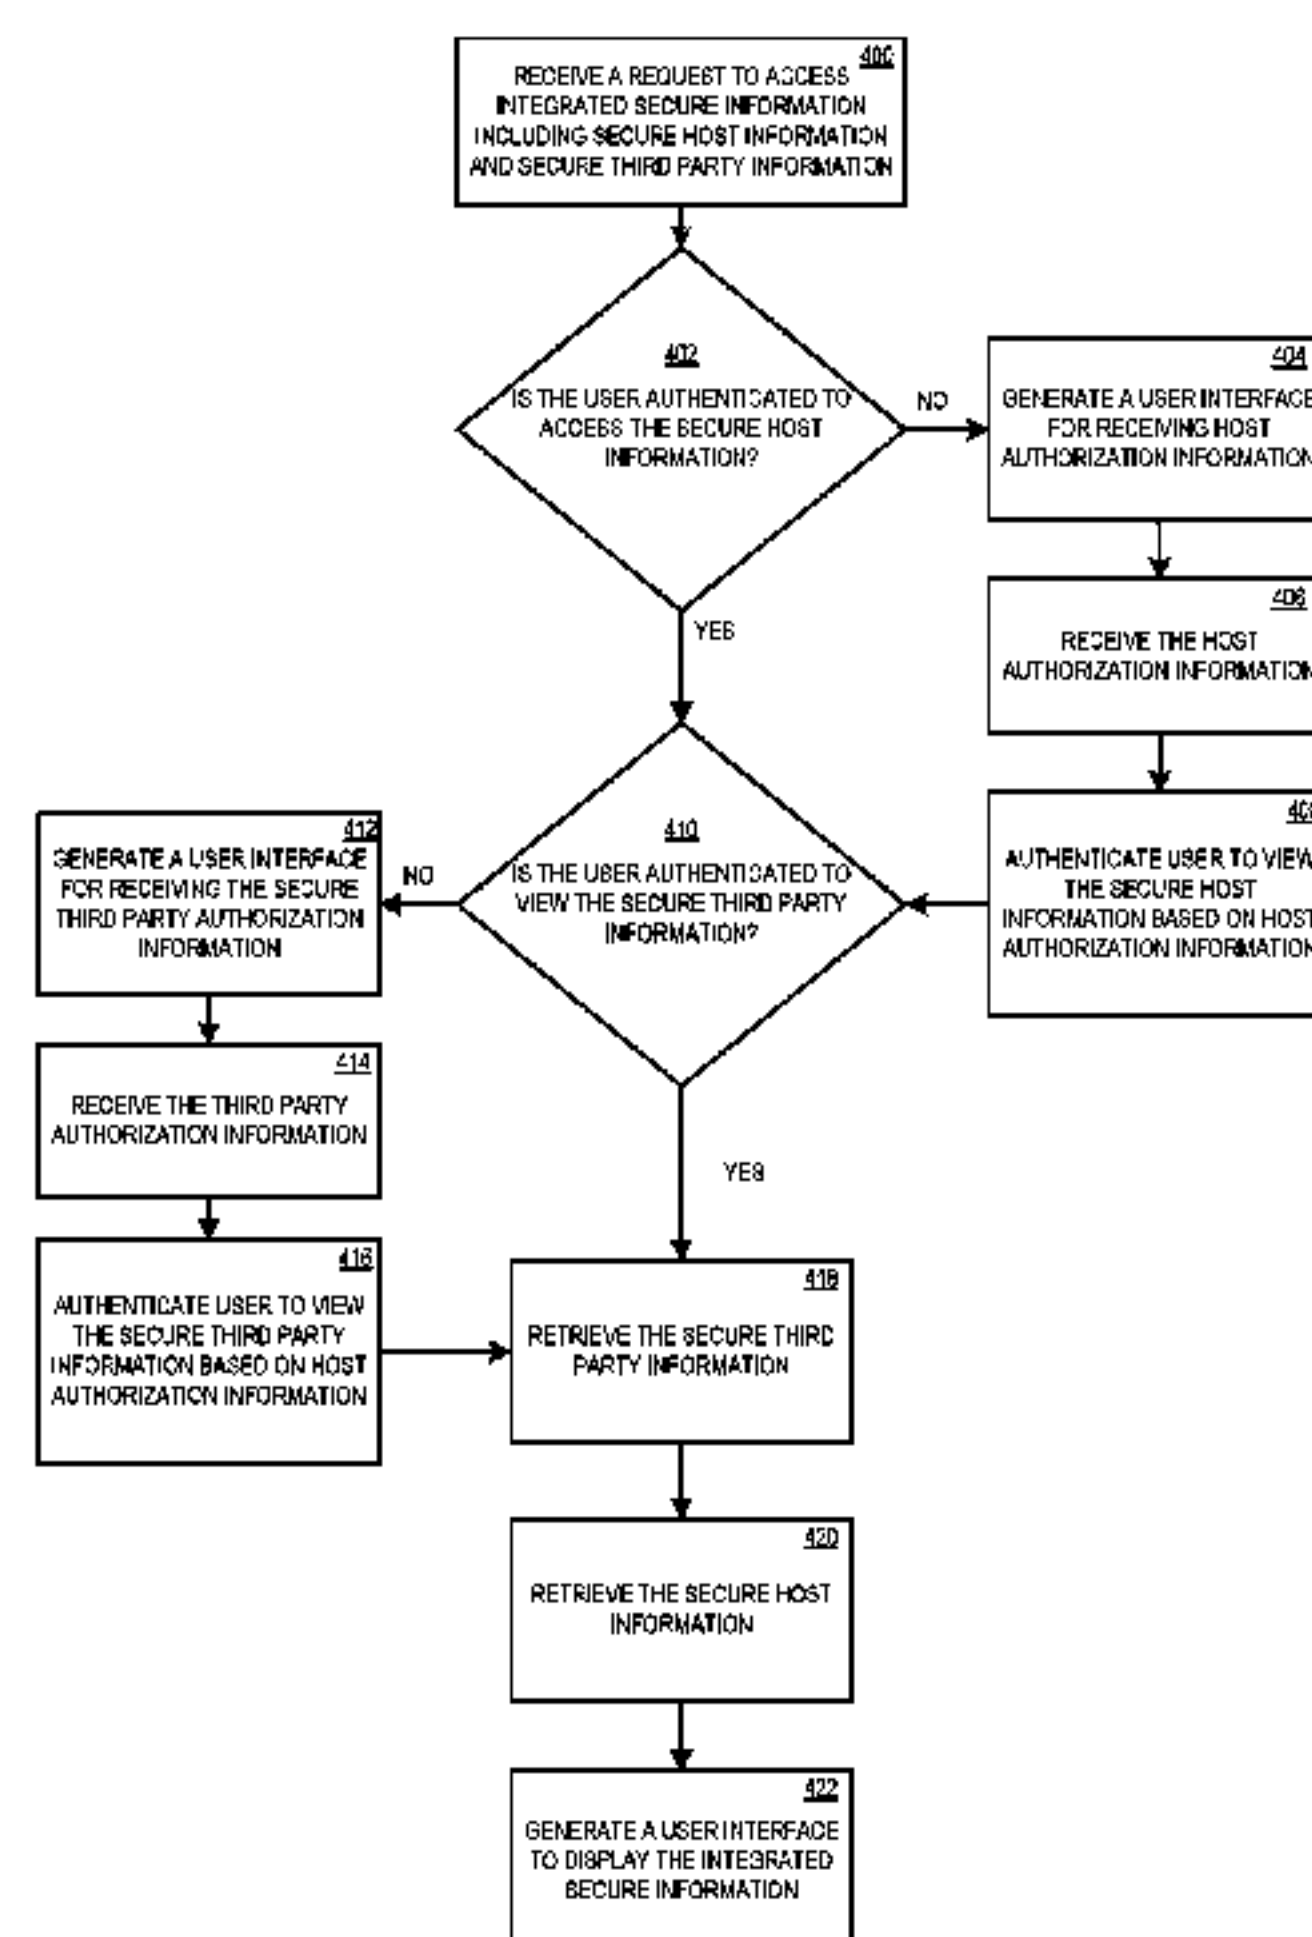 400
RECEIVE A REQUEST TO ACCESS
INTEGRATED SECURE INFORMATION
INCLUDING SECURE HOST INFORMATION
AND SECURE THIRD PARTY INFORMATION
402
IS THE USER AUTHENTICATED TO
ACCESS THE SECURE HOST
INFORMATION?
NO
404
GENERATE A USER INTERFACE
FOR RECEIVING HOST
AUTHORIZATION INFORMATION
YES
406
RECEIVE THE HOST
AUTHORIZATION INFORMATION
408
AUTHENTICATE USER TO VIEW
THE SECURE HOST
INFORMATION BASED ON HOST
AUTHORIZATION INFORMATION
410
IS THE USER AUTHENTICATED TO
VIEW THE SECURE THIRD PARTY
INFORMATION?
NO
412
GENERATE A USER INTERFACE
FOR RECEIVING THE SECURE
THIRD PARTY AUTHORIZATION
INFORMATION
414
RECEIVE THE THIRD PARTY
AUTHORIZATION INFORMATION
YES
416
AUTHENTICATE USER TO VIEW
THE SECURE THIRD PARTY
INFORMATION BASED ON HOST
AUTHORIZATION INFORMATION
418
RETRIEVE THE SECURE THIRD
PARTY INFORMATION
420
RETRIEVE THE SECURE HOST
INFORMATION
422
GENERATE A USER INTERFACE
TO DISPLAY THE INTEGRATED
SECURE INFORMATION